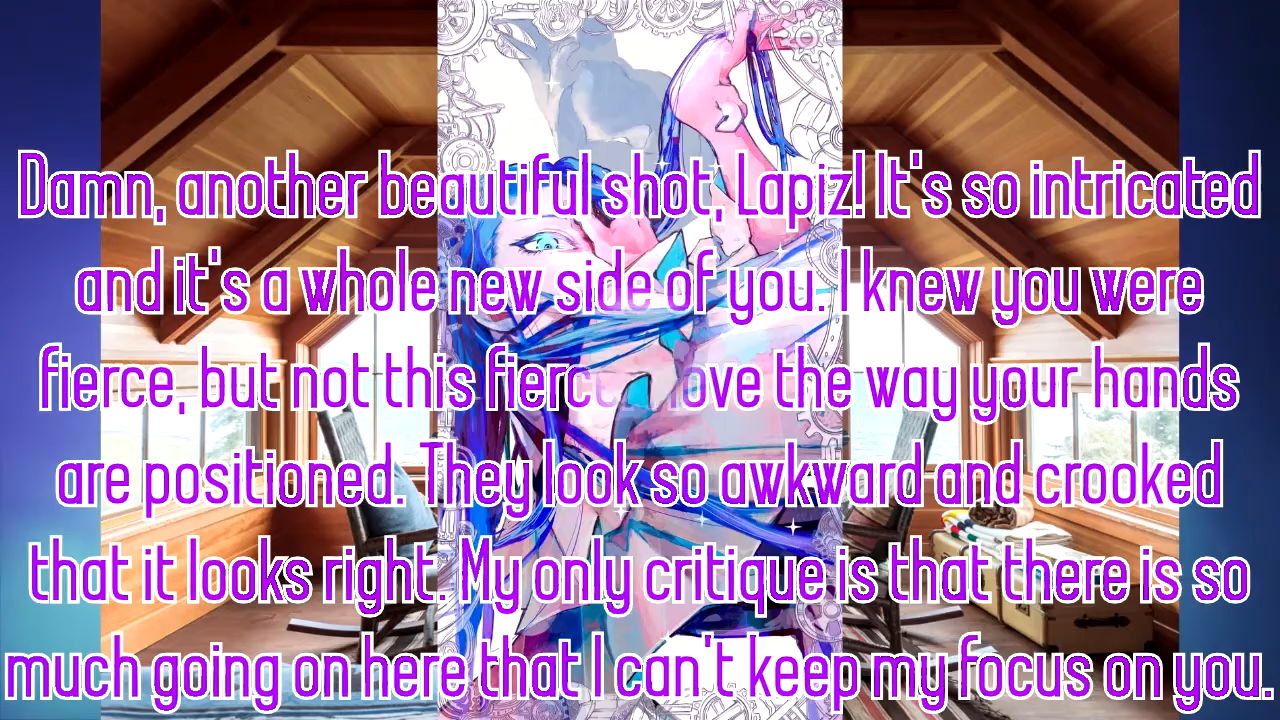 Damn, another beautiful shot, Lapiz! It's so intricated
and it's a whole new side of you. I knew you were
fierce, but not this fierce. I love the way your hands
are positioned. They look so awkward and crooked
that it looks right. My only critique is that there is so
much going on here that I can't keep my focus on you.